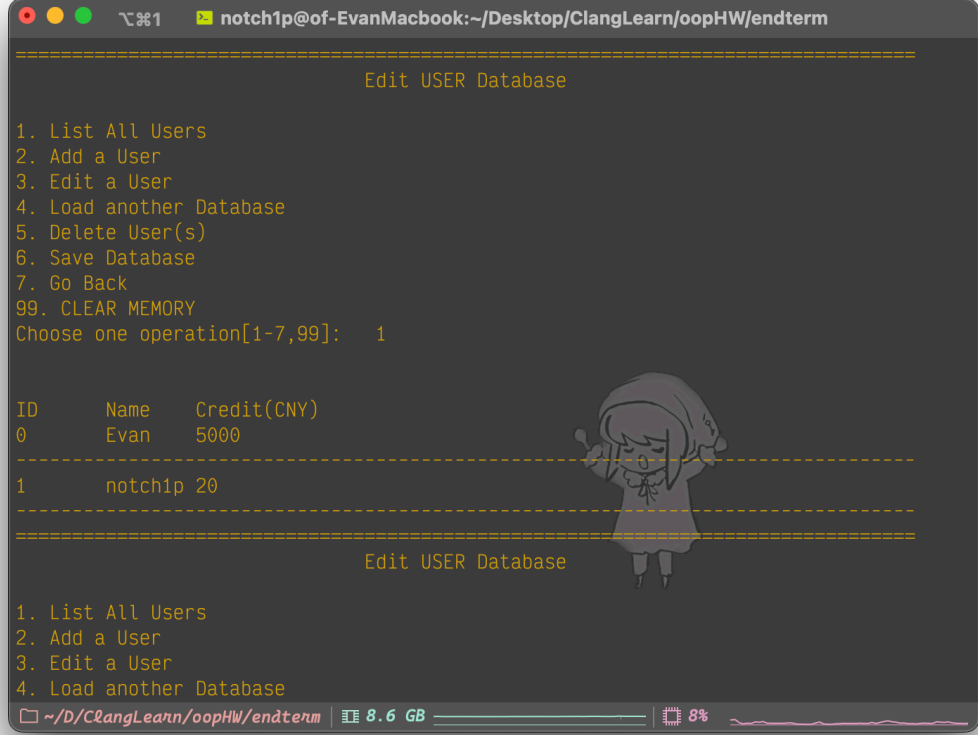 ⌥⌘1 notch1p@of-EvanMacbook:~/Desktop/ClangLearn/oopHW/endterm
================================================================================
Edit USER Database
1. List All Users
2. Add a User
3. Edit a User
4. Load another Database
5. Delete User(s)
6. Save Database
7. Go Back
99. CLEAR MEMORY
Choose one operation[1-7,99]: 1
ID Name Credit(CNY)
0 Evan 5000
--------------------------------------------------------------------------------
1 notch1p 20
--------------------------------------------------------------------------------
================================================================================
Edit USER Database
1. List All Users
2. Add a User
3. Edit a User
4. Load another Database
~/D/ClangLearn/oopHW/endterm 8.6 GB 8%